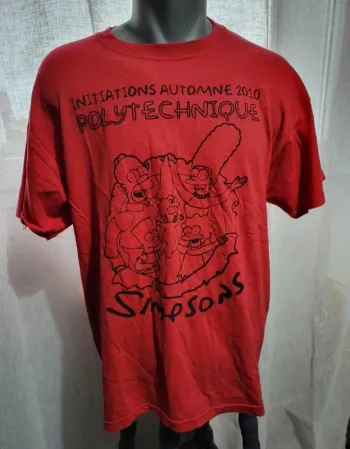 INITIATIONS AUTOMNE 2010
POLYTECHNIQUE
SIMPSONS